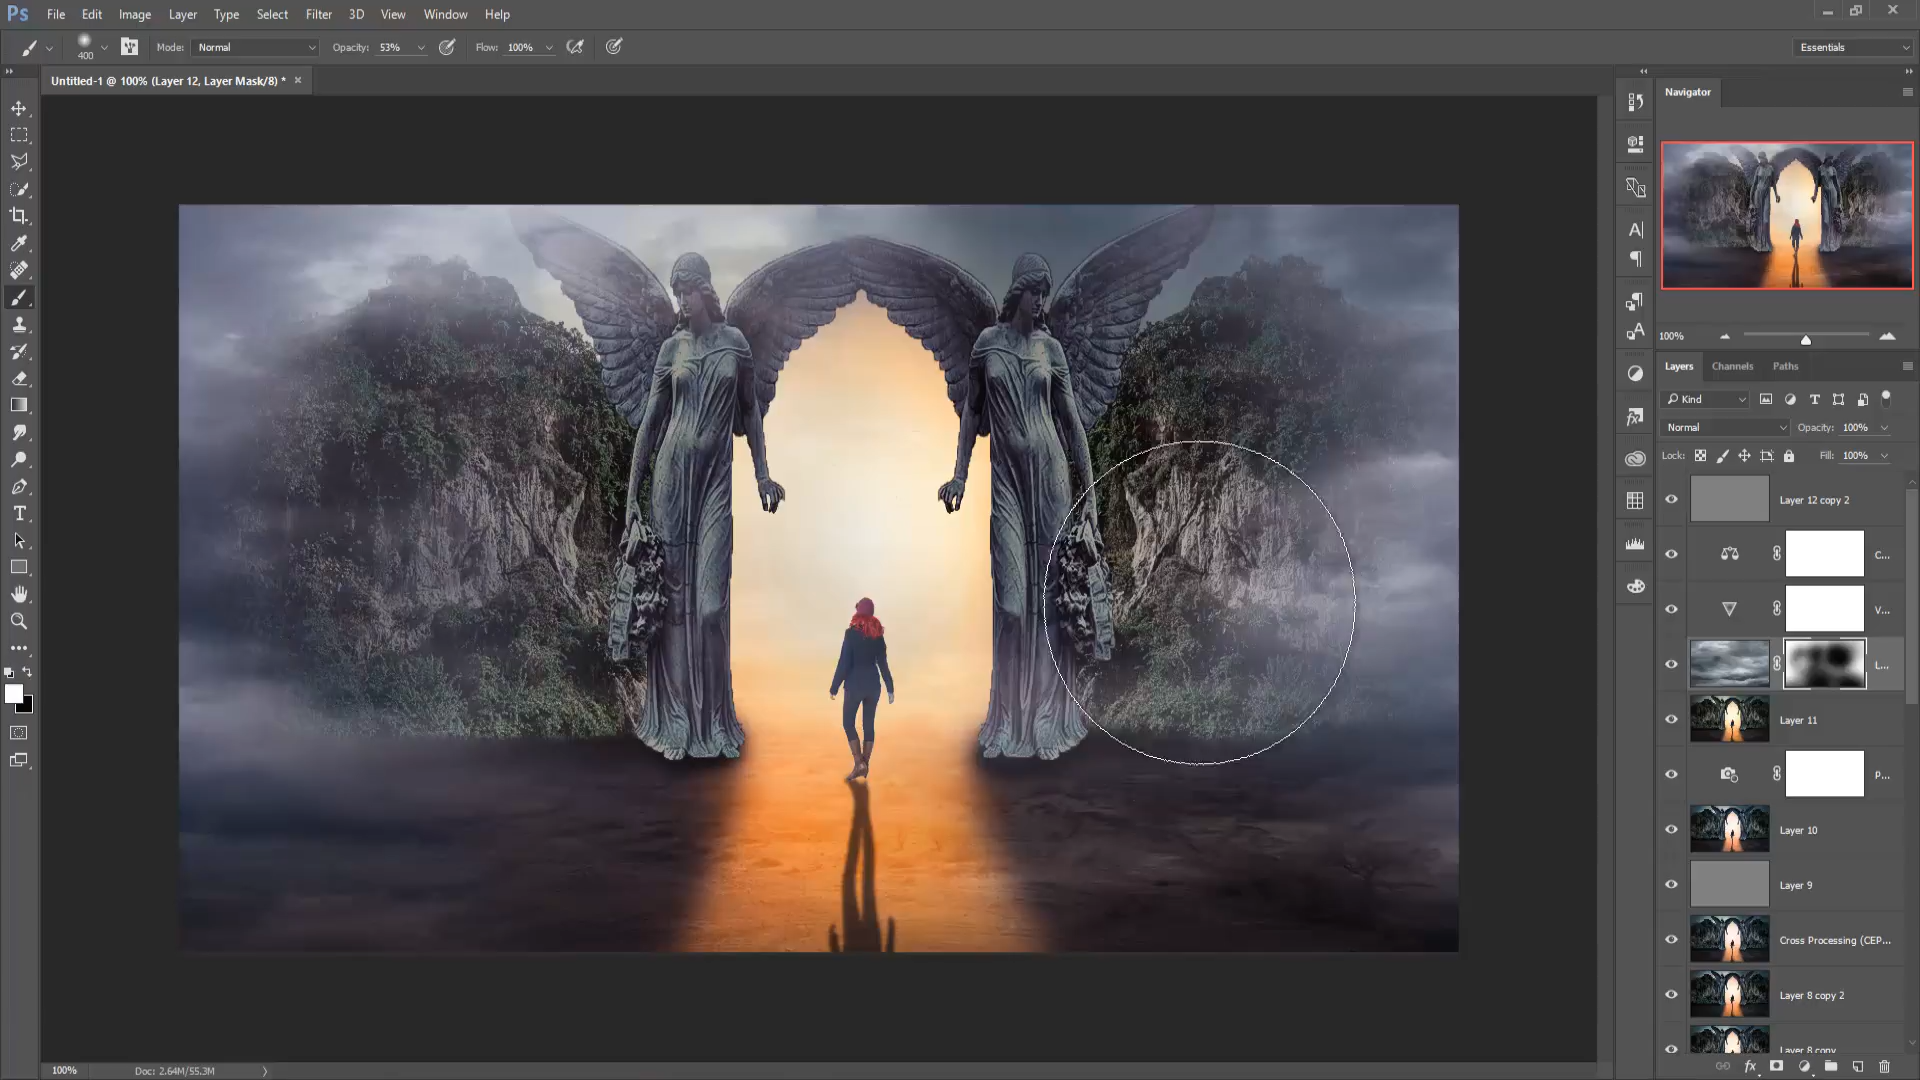 Ps File Edit Image Layer Type Select Filter 3D View Window Help
400 Mode: Normal Opacity: 53% Flow: 100% Essentials
Untitled-1 @ 100% (Layer 12, Layer Mask/8) * ×
Navigator
100%
Layers Channels Paths
Kind
Normal Opacity: 100%
Lock: Fill: 100%
Layer 12 copy 2
C...
V...
L...
Layer 11
p...
Layer 10
Layer 9
Cross Processing (CEP...
Layer 8 copy 2
Layer 8 copy
100% Doc: 2.64M/55.3M